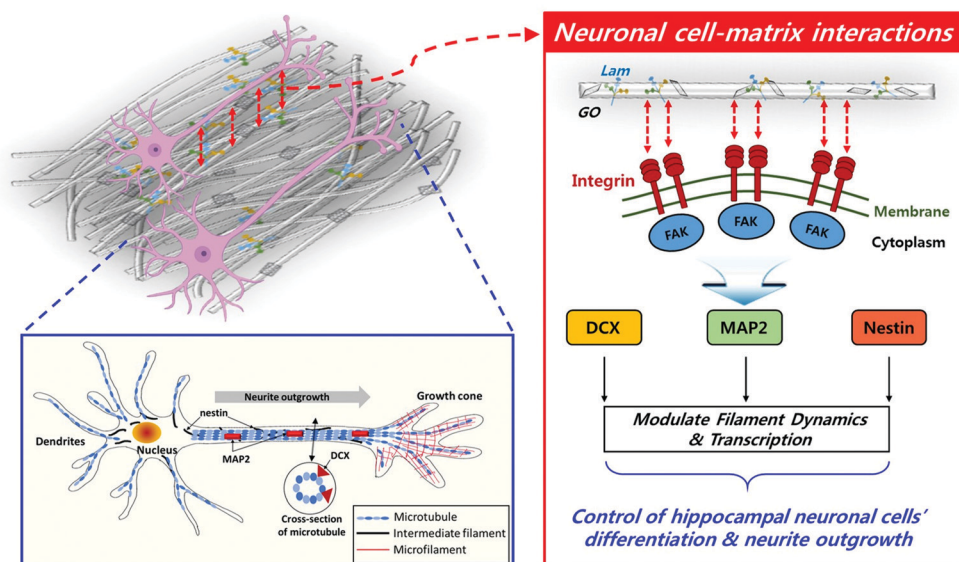 Neuronal cell-matrix interactions
Lam
GO
Integrin
Membrane
Cytoplasm
FAK
FAK
FAK
DCX
MAP2
Nestin
Modulate Filament Dynamics
& Transcription
Control of hippocampal neuronal cells’
differentiation & neurite outgrowth
Neurite outgrowth
Growth cone
nestin
Dendrites
Nucleus
MAP2
DCX
Cross-section
of microtubule
Microtubule
Intermediate filament
Microfilament